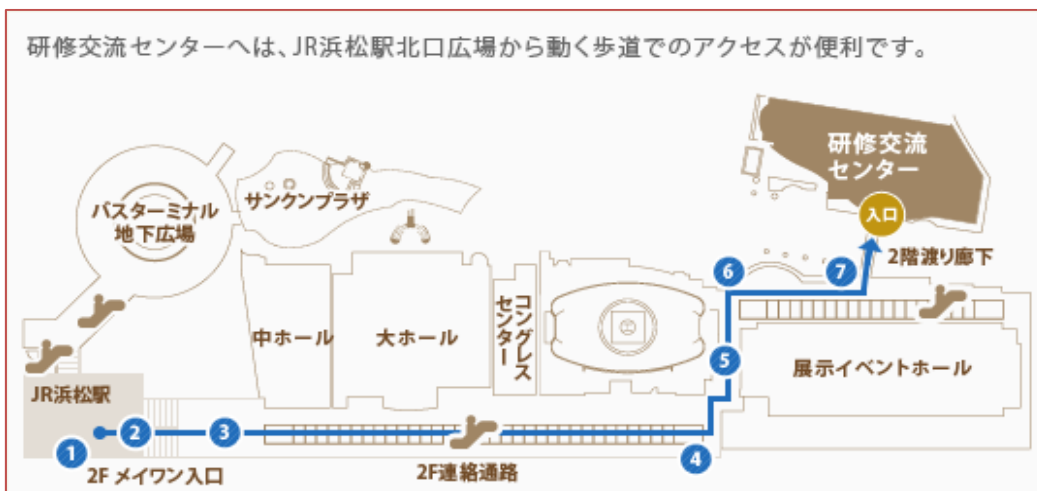 研修交流センターへは、JR浜松駅北口広場から動く歩道でのアクセスが便利です。
研修交流
センター
入口
2階渡り廊下
サンクンプラザ
バスターミナル
地下広場
6
7
中ホール
大ホール
コングレス
センター
5
展示イベントホール
JR浜松駅
1
2
3
4
2F メイワン入口
2F連絡通路